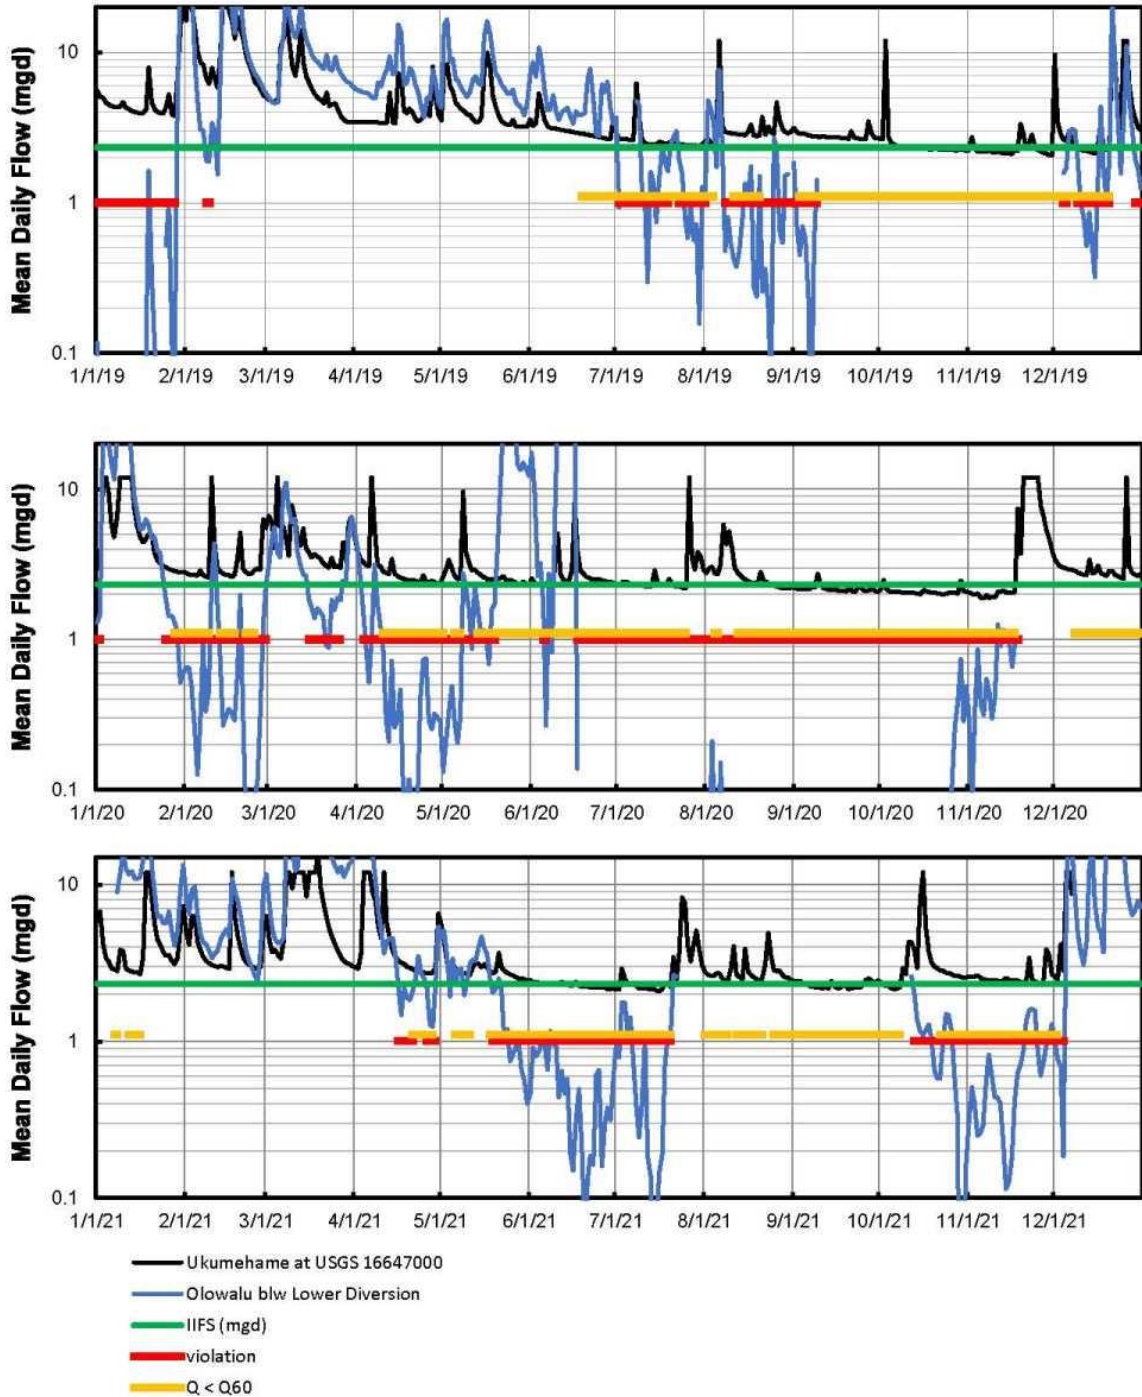 Mean Daily Flow (mgd)
10
1
0.1
1/1/19 2/1/19 3/1/19 4/1/19 5/1/19 6/1/19 7/1/19 8/1/19 9/1/19 10/1/19 11/1/19 12/1/19
Mean Daily Flow (mgd)
10
1
0.1
1/1/20 2/1/20 3/1/20 4/1/20 5/1/20 6/1/20 7/1/20 8/1/20 9/1/20 10/1/20 11/1/20 12/1/20
Mean Daily Flow (mgd)
10
1
0.1
1/1/21 2/1/21 3/1/21 4/1/21 5/1/21 6/1/21 7/1/21 8/1/21 9/1/21 10/1/21 11/1/21 12/1/21
Ukumehame at USGS 16647000
Olowalu blw Lower Diversion
IIFS (mgd)
violation
Q < Q60